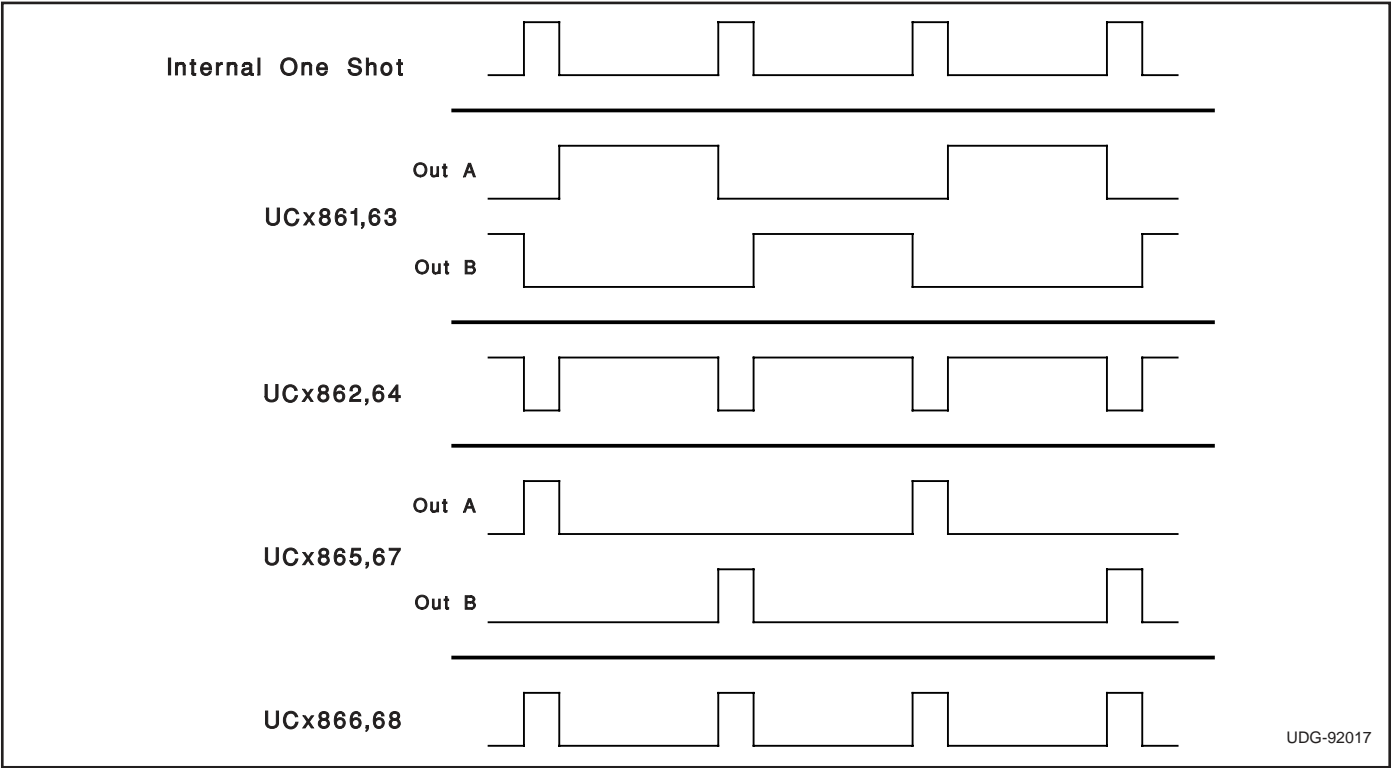 Internal One Shot
Out A
UCx861,63
Out B
UCx862,64
Out A
UCx865,67
Out B
UCx866,68
UDG-92017